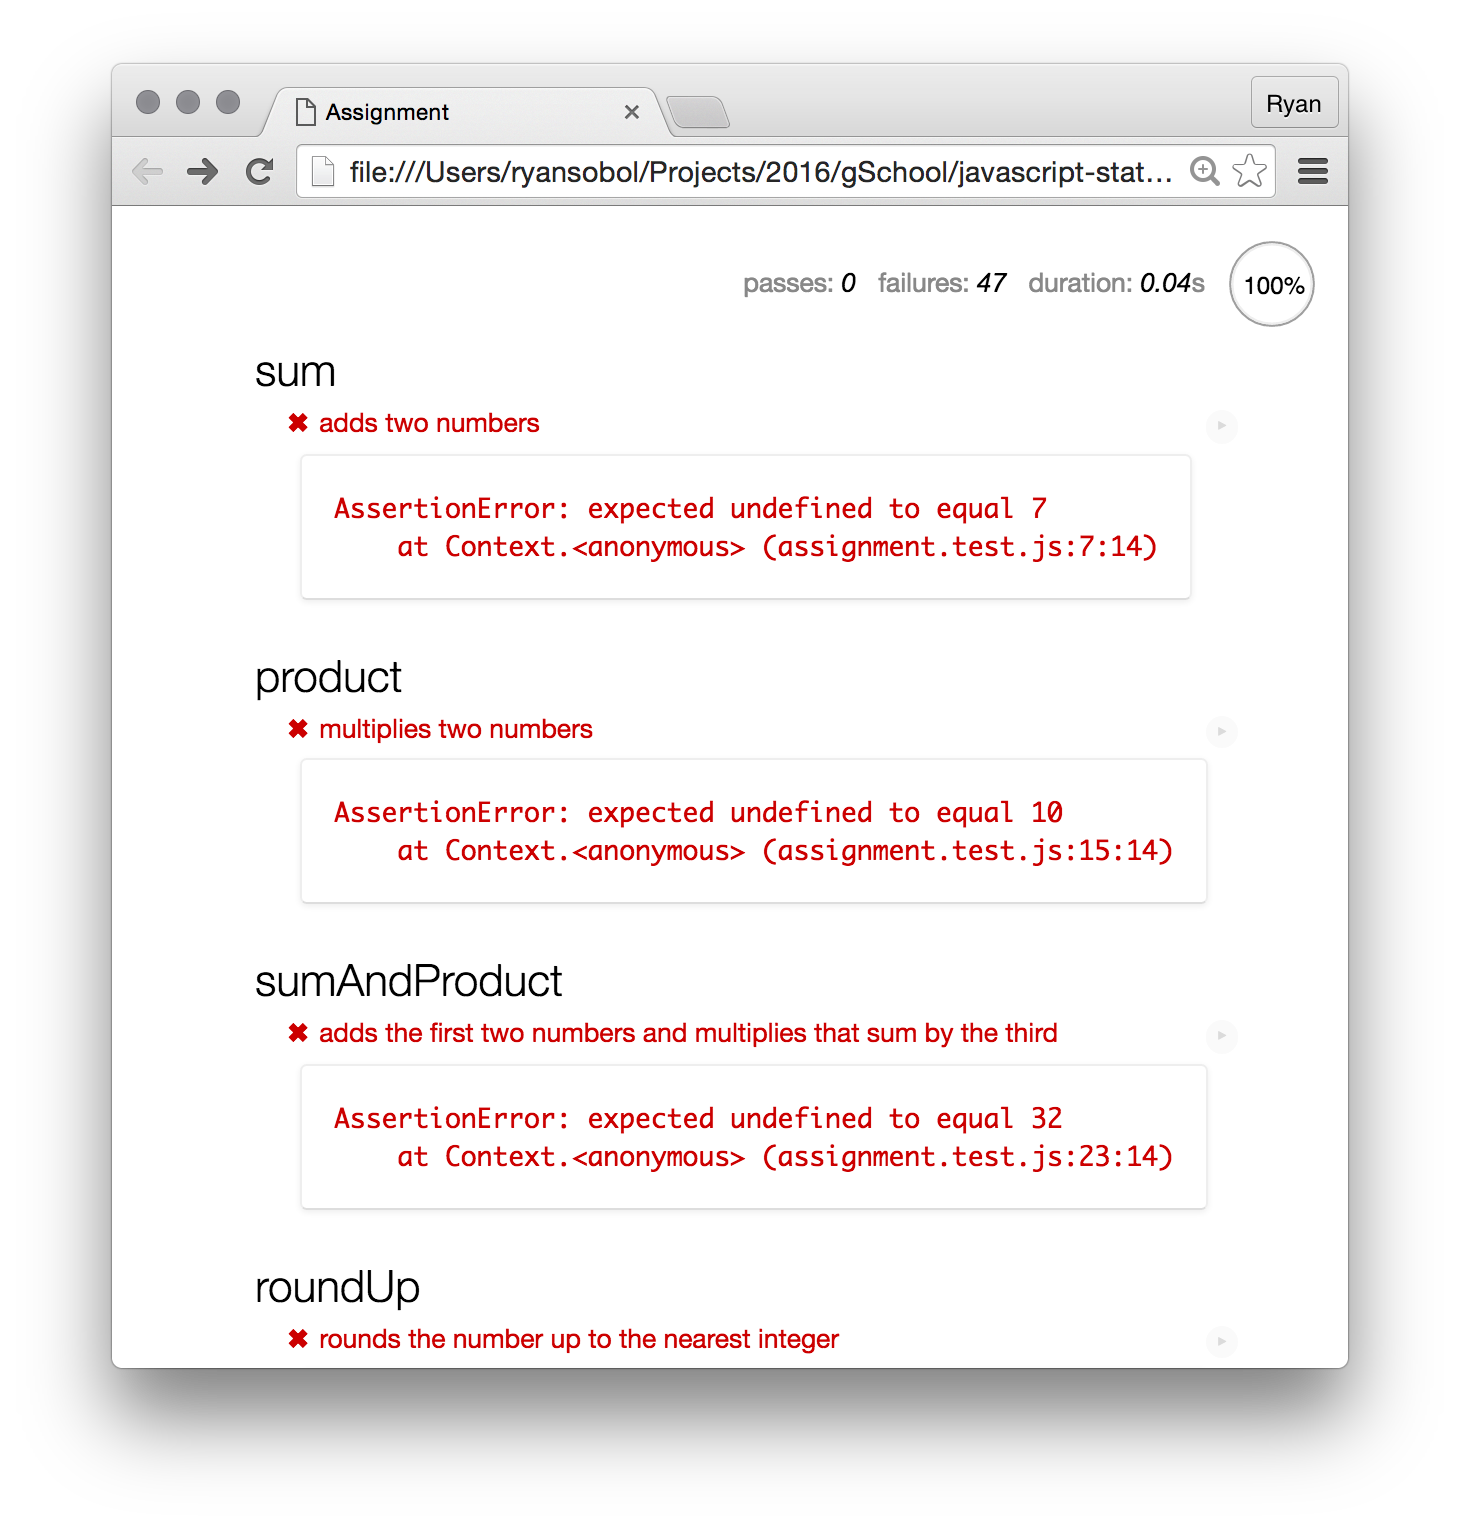 Assignment
Ryan
file:///Users/ryansobol/Projects/2016/gSchool/javascript-stat...
passes: 0 failures: 47 duration: 0.04s 100%
sum
✖ adds two numbers
AssertionError: expected undefined to equal 7
at Context.<anonymous> (assignment.test.js:7:14)
product
✖ multiplies two numbers
AssertionError: expected undefined to equal 10
at Context.<anonymous> (assignment.test.js:15:14)
sumAndProduct
✖ adds the first two numbers and multiplies that sum by the third
AssertionError: expected undefined to equal 32
at Context.<anonymous> (assignment.test.js:23:14)
roundUp
✖ rounds the number up to the nearest integer